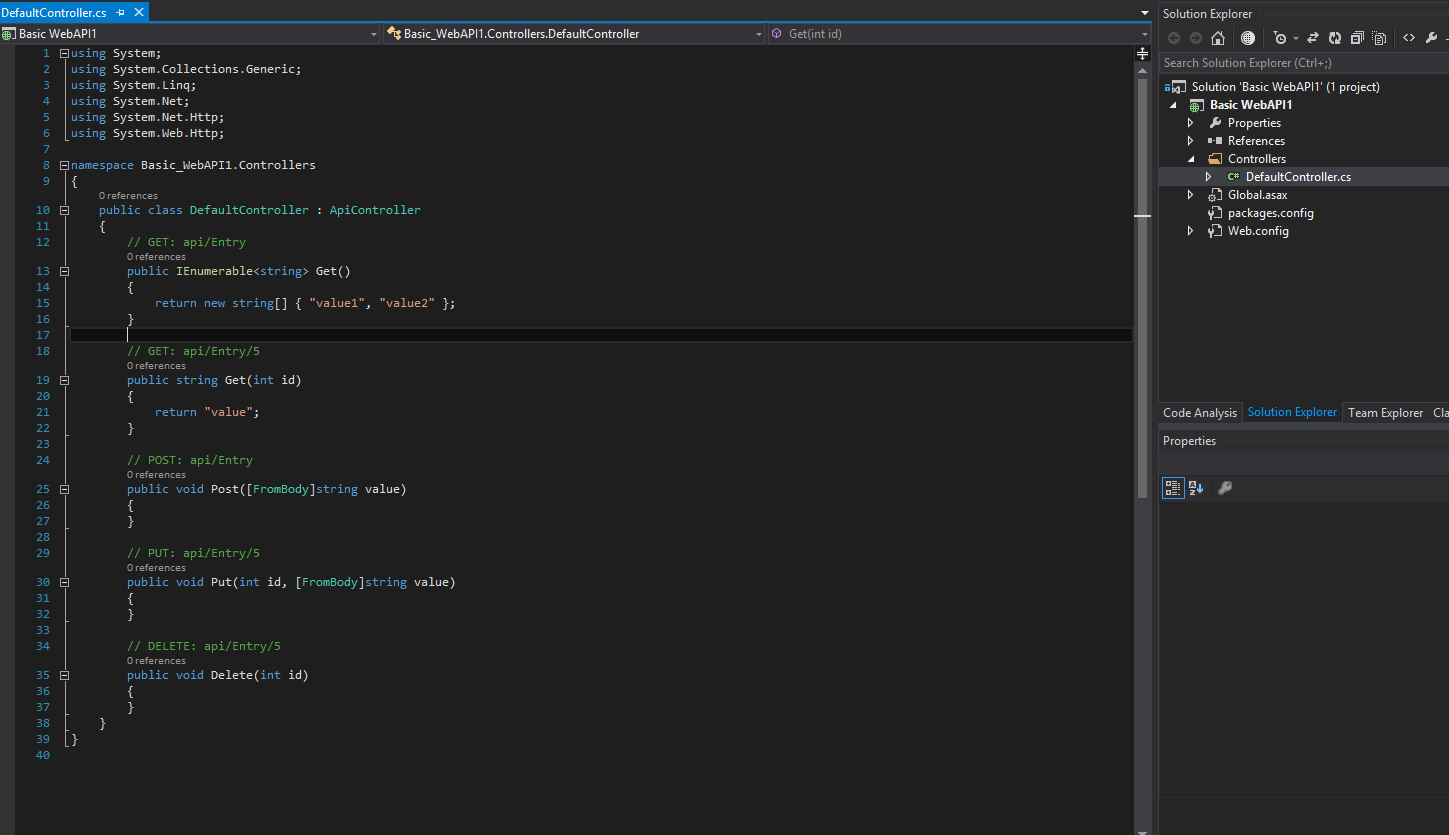 DefaultController.cs
Basic WebAPI1
Basic_WebAPI1.Controllers.DefaultController
Get(int id)
1 using System;
2 using System.Collections.Generic;
3 using System.Linq;
4 using System.Net;
5 using System.Net.Http;
6 using System.Web.Http;
7
8 namespace Basic_WebAPI1.Controllers
9 {
0 references
10 public class DefaultController : ApiController
11 {
12 // GET: api/Entry
0 references
13 public IEnumerable<string> Get()
14 {
15 return new string[] { "value1", "value2" };
16 }
17
18 // GET: api/Entry/5
0 references
19 public string Get(int id)
20 {
21 return "value";
22 }
23
24 // POST: api/Entry
0 references
25 public void Post([FromBody]string value)
26 {
27 }
28
29 // PUT: api/Entry/5
0 references
30 public void Put(int id, [FromBody]string value)
31 {
32 }
33
34 // DELETE: api/Entry/5
0 references
35 public void Delete(int id)
36 {
37 }
38 }
39 }
40
Solution Explorer
Search Solution Explorer (Ctrl+;)
Solution 'Basic WebAPI1' (1 project)
Basic WebAPI1
Properties
References
Controllers
C# DefaultController.cs
Global.asax
packages.config
Web.config
Code Analysis Solution Explorer Team Explorer Cla
Properties